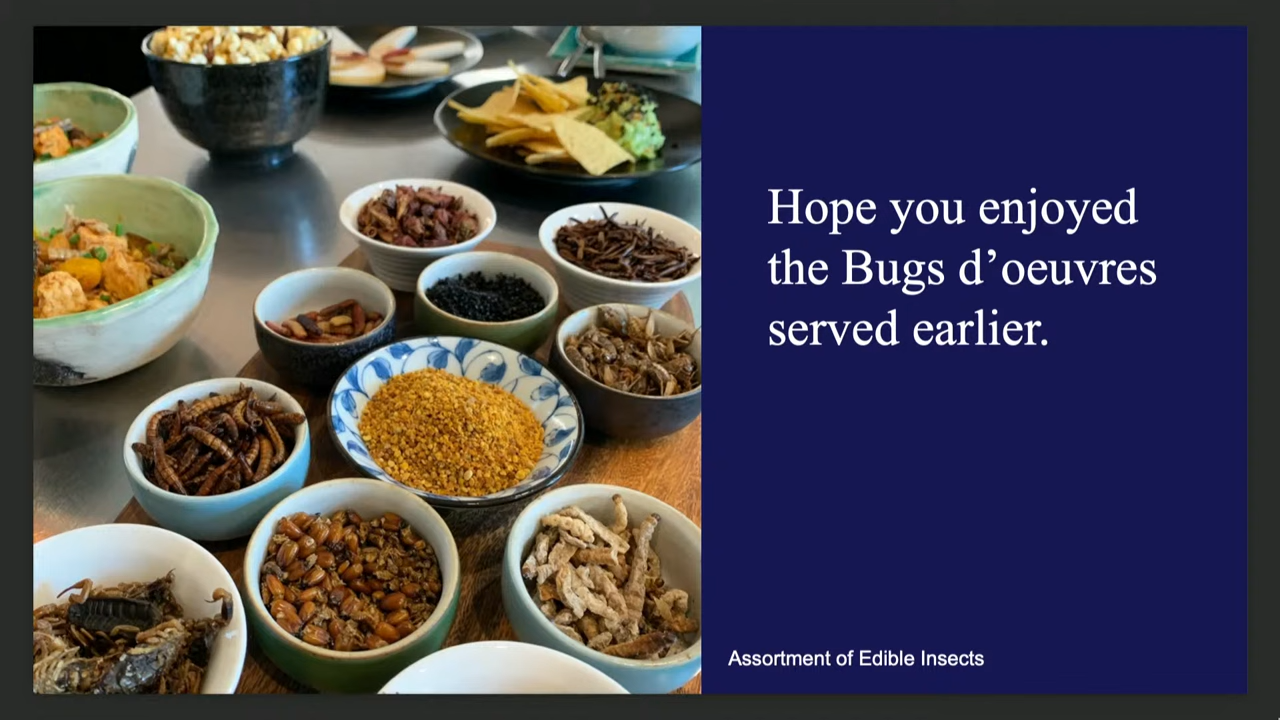 Hope you enjoyed
the Bugs d’oeuvres
served earlier.
Assortment of Edible Insects